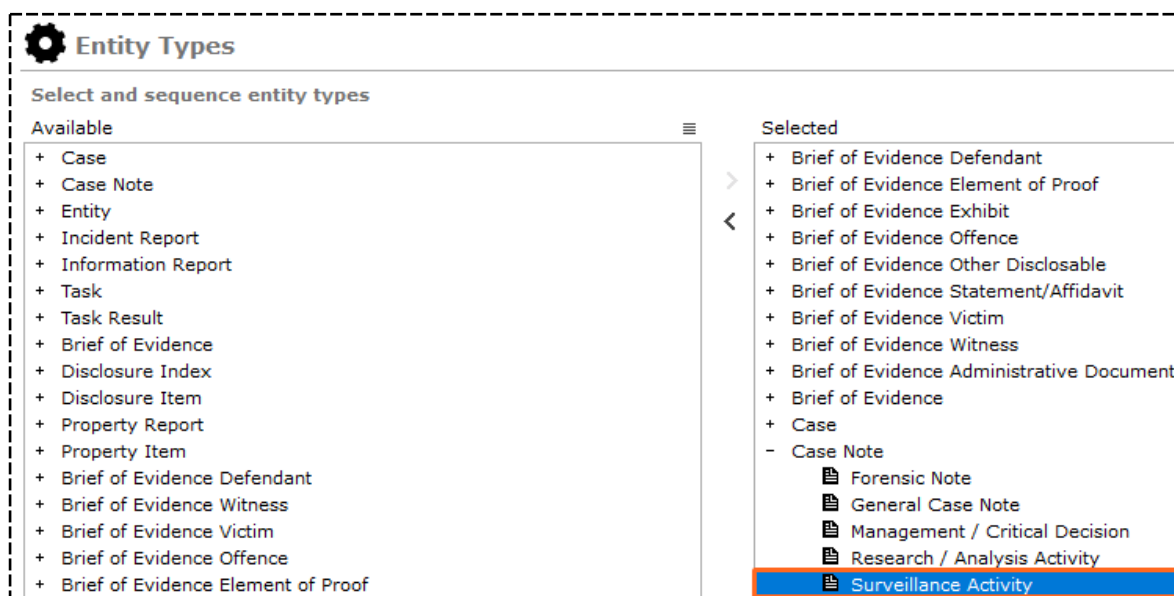 Entity Types
Select and sequence entity types
Available
+ Case
+ Case Note
+ Entity
+ Incident Report
+ Information Report
+ Task
+ Task Result
+ Brief of Evidence
+ Disclosure Index
+ Disclosure Item
+ Property Report
+ Property Item
+ Brief of Evidence Defendant
+ Brief of Evidence Witness
+ Brief of Evidence Victim
+ Brief of Evidence Offence
+ Brief of Evidence Element of Proof
Selected
+ Brief of Evidence Defendant
+ Brief of Evidence Element of Proof
+ Brief of Evidence Exhibit
+ Brief of Evidence Offence
+ Brief of Evidence Other Disclosable
+ Brief of Evidence Statement/Affidavit
+ Brief of Evidence Victim
+ Brief of Evidence Witness
+ Brief of Evidence Administrative Document
+ Brief of Evidence
+ Case
- Case Note
Forensic Note
General Case Note
Management / Critical Decision
Research / Analysis Activity
Surveillance Activity